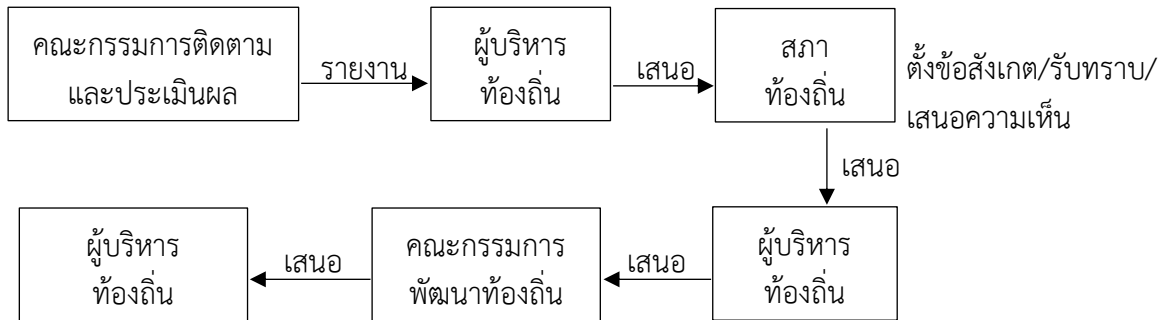 คณะกรรมการติดตาม
และประเมินผล
รายงาน
ผู้บริหาร
ท้องถิ่น
เสนอ
สภา
ท้องถิ่น
ตั้งข้อสังเกต/รับทราบ/
เสนอความเห็น
เสนอ
ผู้บริหาร
ท้องถิ่น
เสนอ
คณะกรรมการ
พัฒนาท้องถิ่น
เสนอ
ผู้บริหาร
ท้องถิ่น